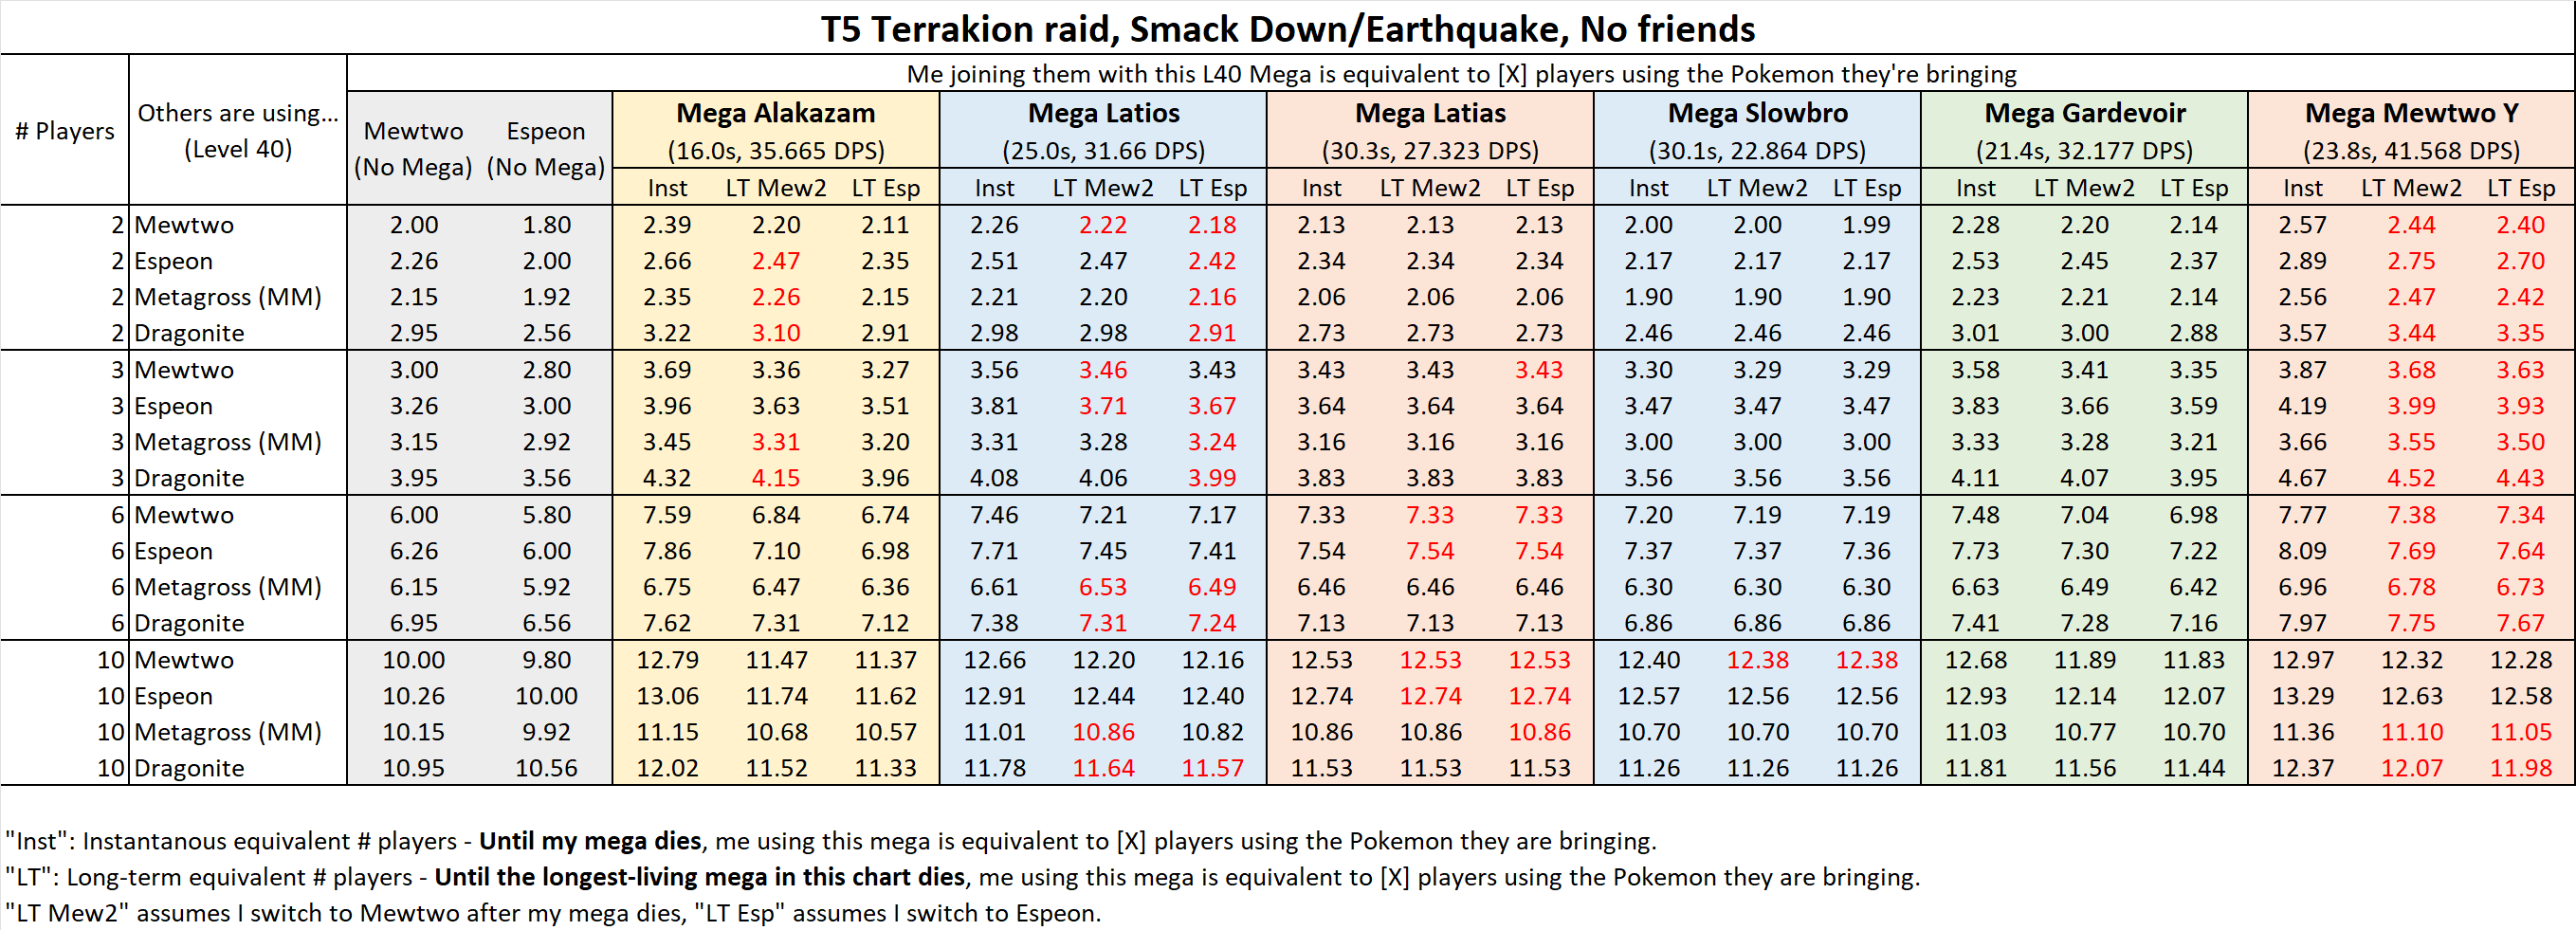 T5 Terrakion raid, Smack Down/Earthquake, No friends
# Players Others are using... (Level 40) Me joining them with this L40 Mega is equivalent to [X] players using the Pokemon they're bringing
Mewtwo (No Mega) Espeon (No Mega) Mega Alakazam Mega Latios Mega Latias Mega Slowbro Mega Gardevoir Mega Mewtwo Y
(16.0s, 35.665 DPS) (25.0s, 31.66 DPS) (30.3s, 27.323 DPS) (30.1s, 22.864 DPS) (21.4s, 32.177 DPS) (23.8s, 41.568 DPS)
Inst LT Mew2 LT Esp Inst LT Mew2 LT Esp Inst LT Mew2 LT Esp Inst LT Mew2 LT Esp Inst LT Mew2 LT Esp Inst LT Mew2 LT Esp
2 Mewtwo 2.00 1.80 2.39 2.20 2.11 2.26 2.22 2.18 2.13 2.13 2.13 2.00 2.00 1.99 2.28 2.20 2.14 2.57 2.44 2.40
2 Espeon 2.26 2.00 2.66 2.47 2.35 2.51 2.47 2.42 2.34 2.34 2.34 2.17 2.17 2.17 2.53 2.45 2.37 2.89 2.75 2.70
2 Metagross (MM) 2.15 1.92 2.35 2.26 2.15 2.21 2.20 2.16 2.06 2.06 2.06 1.90 1.90 1.90 2.23 2.21 2.14 2.56 2.47 2.42
2 Dragonite 2.95 2.56 3.22 3.10 2.91 2.98 2.98 2.91 2.73 2.73 2.73 2.46 2.46 2.46 3.01 3.00 2.88 3.57 3.44 3.35
3 Mewtwo 3.00 2.80 3.69 3.36 3.27 3.56 3.46 3.43 3.43 3.43 3.43 3.30 3.29 3.29 3.58 3.41 3.35 3.87 3.68 3.63
3 Espeon 3.26 3.00 3.96 3.63 3.51 3.81 3.71 3.67 3.64 3.64 3.64 3.47 3.47 3.47 3.83 3.66 3.59 4.19 3.99 3.93
3 Metagross (MM) 3.15 2.92 3.45 3.31 3.20 3.31 3.28 3.24 3.16 3.16 3.16 3.00 3.00 3.00 3.33 3.28 3.21 3.66 3.55 3.50
3 Dragonite 3.95 3.56 4.32 4.15 3.96 4.08 4.06 3.99 3.83 3.83 3.83 3.56 3.56 3.56 4.11 4.07 3.95 4.67 4.52 4.43
6 Mewtwo 6.00 5.80 7.59 6.84 6.74 7.46 7.21 7.17 7.33 7.33 7.33 7.20 7.19 7.19 7.48 7.04 6.98 7.77 7.38 7.34
6 Espeon 6.26 6.00 7.86 7.10 6.98 7.71 7.45 7.41 7.54 7.54 7.54 7.37 7.37 7.36 7.73 7.30 7.22 8.09 7.69 7.64
6 Metagross (MM) 6.15 5.92 6.75 6.47 6.36 6.61 6.53 6.49 6.46 6.46 6.46 6.30 6.30 6.30 6.63 6.49 6.42 6.96 6.78 6.73
6 Dragonite 6.95 6.56 7.62 7.31 7.12 7.38 7.31 7.24 7.13 7.13 7.13 6.86 6.86 6.86 7.41 7.28 7.16 7.97 7.75 7.67
10 Mewtwo 10.00 9.80 12.79 11.47 11.37 12.66 12.20 12.16 12.53 12.53 12.53 12.40 12.38 12.38 12.68 11.89 11.83 12.97 12.32 12.28
10 Espeon 10.26 10.00 13.06 11.74 11.62 12.91 12.44 12.40 12.74 12.74 12.74 12.57 12.56 12.56 12.93 12.14 12.07 13.29 12.63 12.58
10 Metagross (MM) 10.15 9.92 11.15 10.68 10.57 11.01 10.86 10.82 10.86 10.86 10.86 10.70 10.70 10.70 11.03 10.77 10.70 11.36 11.10 11.05
10 Dragonite 10.95 10.56 12.02 11.52 11.33 11.78 11.64 11.57 11.53 11.53 11.53 11.26 11.26 11.26 11.81 11.56 11.44 12.37 12.07 11.98
"Inst": Instantanous equivalent # players - Until my mega dies, me using this mega is equivalent to [X] players using the Pokemon they are bringing.
"LT": Long-term equivalent # players - Until the longest-living mega in this chart dies, me using this mega is equivalent to [X] players using the Pokemon they are bringing.
"LT Mew2" assumes I switch to Mewtwo after my mega dies, "LT Esp" assumes I switch to Espeon.